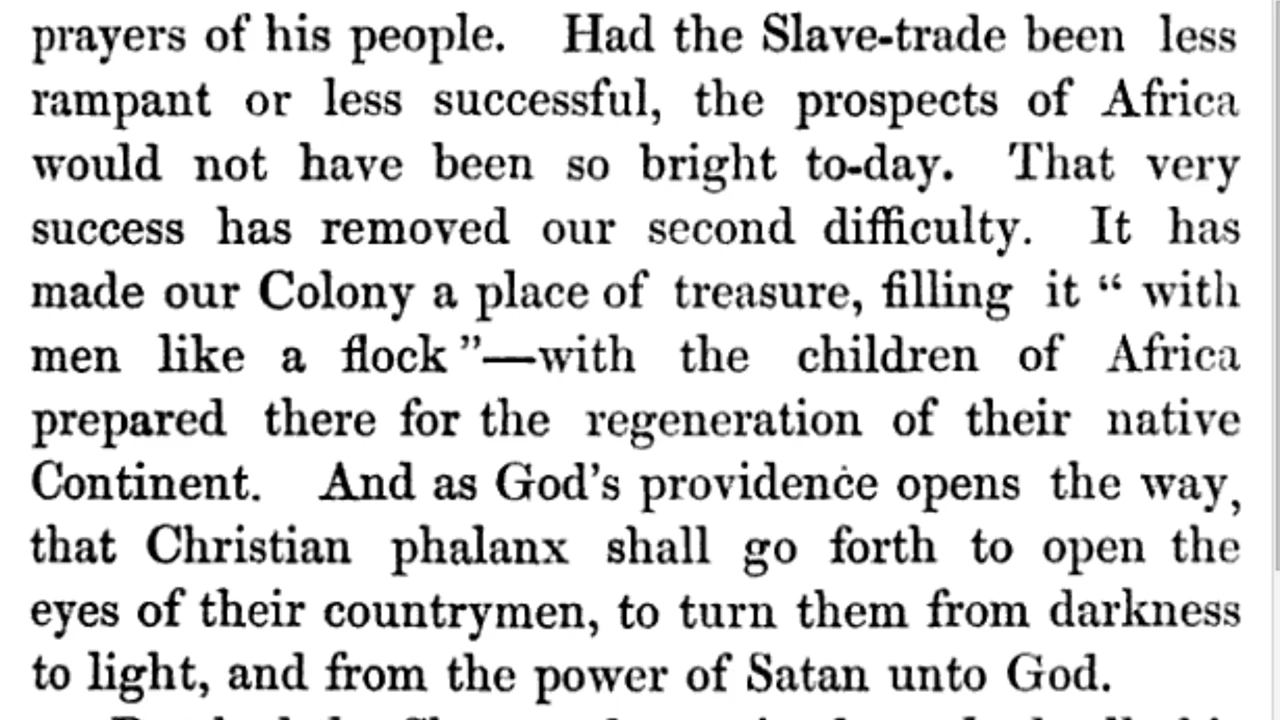 prayers of his people. Had the Slave-trade been less
rampant or less successful, the prospects of Africa
would not have been so bright to-day. That very
success has removed our second difficulty. It has
made our Colony a place of treasure, filling it “ with
men like a flock ”—with the children of Africa
prepared there for the regeneration of their native
Continent. And as God’s providence opens the way,
that Christian phalanx shall go forth to open the
eyes of their countrymen, to turn them from darkness
to light, and from the power of Satan unto God.